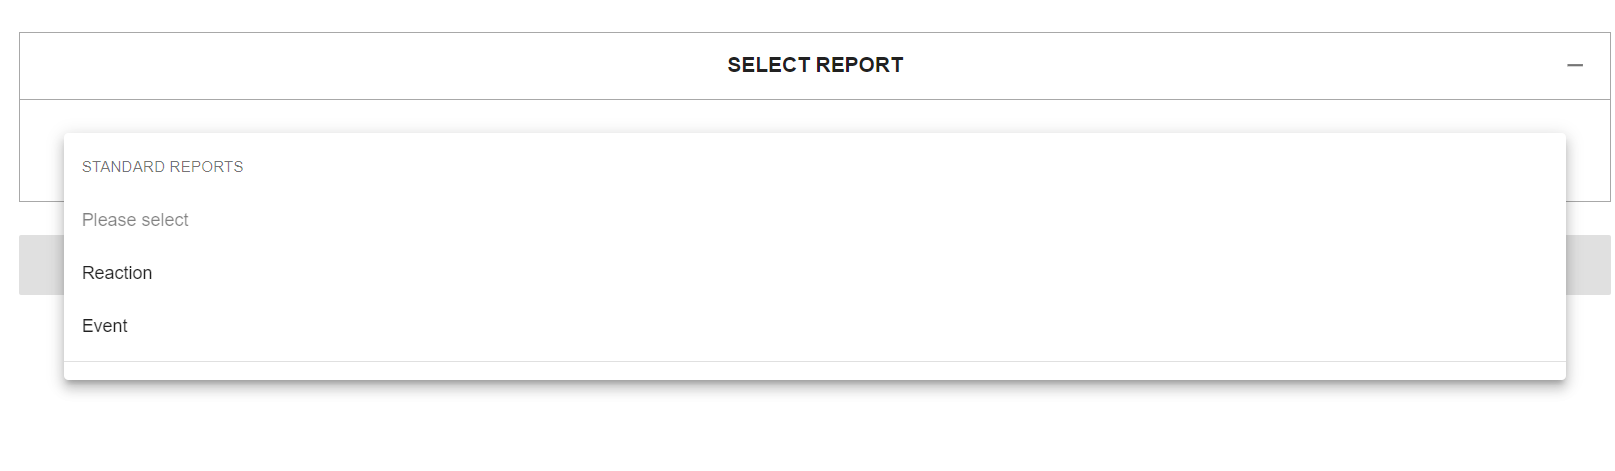 SELECT REPORT
STANDARD REPORTS
Please select
Reaction
Event